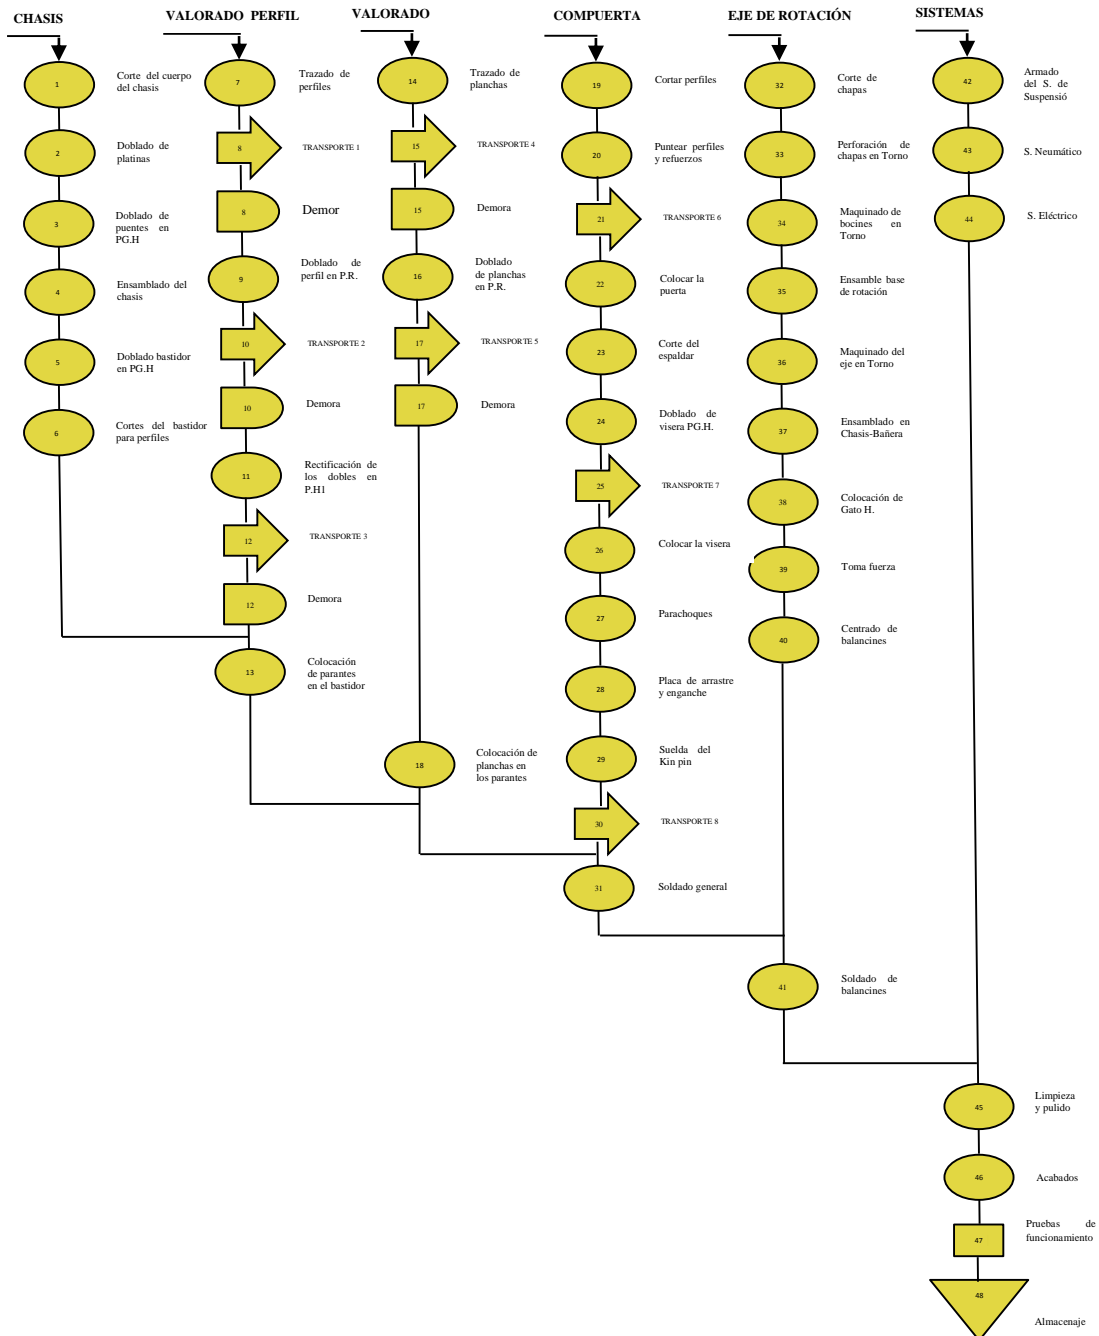 CHASIS
1
Corte del cuerpo
del chasis
2
Doblado de
platinas
3
Doblado de
puentes en
PG.H
4
Ensamblado del
chasis
5
Doblado bastidor
en PG.H
6
Cortes del bastidor
para perfiles
VALORADO PERFIL
7
Trazado de
perfiles
8
TRANSPORTE 1
8
Demor
9
Doblado de
perfil en P.R.
10
TRANSPORTE 2
10
Demora
11
Rectificación de
los dobles en
P.H1
12
TRANSPORTE 3
12
Demora
13
Colocación
de parantes
en el bastidor
VALORADO
14
Trazado de
planchas
15
TRANSPORTE 4
15
Demora
16
Doblado
de planchas
en P.R.
17
TRANSPORTE 5
17
Demora
18
Colocación de
planchas en
los parantes
COMPUERTA
19
Cortar perfiles
20
Puntear perfiles
y refuerzos
21
TRANSPORTE 6
22
Colocar la
puerta
23
Corte del
espaldar
24
Doblado de
visera PG.H.
25
TRANSPORTE 7
26
Colocar la visera
27
Parachoques
28
Placa de arrastre
y enganche
29
Suelda del
Kin pin
30
TRANSPORTE 8
31
Soldado general
EJE DE ROTACIÓN
32
Corte de
chapas
33
Perforación de
chapas en Torno
34
Maquinado de
bocines en
Torno
35
Ensamble base
de rotación
36
Maquinado del
eje en Torno
37
Ensamblado en
Chasis-Bañera
38
Colocación de
Gato H.
39
Toma fuerza
40
Centrado de
balancines
41
Soldado de
balancines
SISTEMAS
42
Armado
del S. de
Suspensió
43
S. Neumático
44
S. Eléctrico
45
Limpieza
y pulido
46
Acabados
47
Pruebas de
funcionamiento
48
Almacenaje